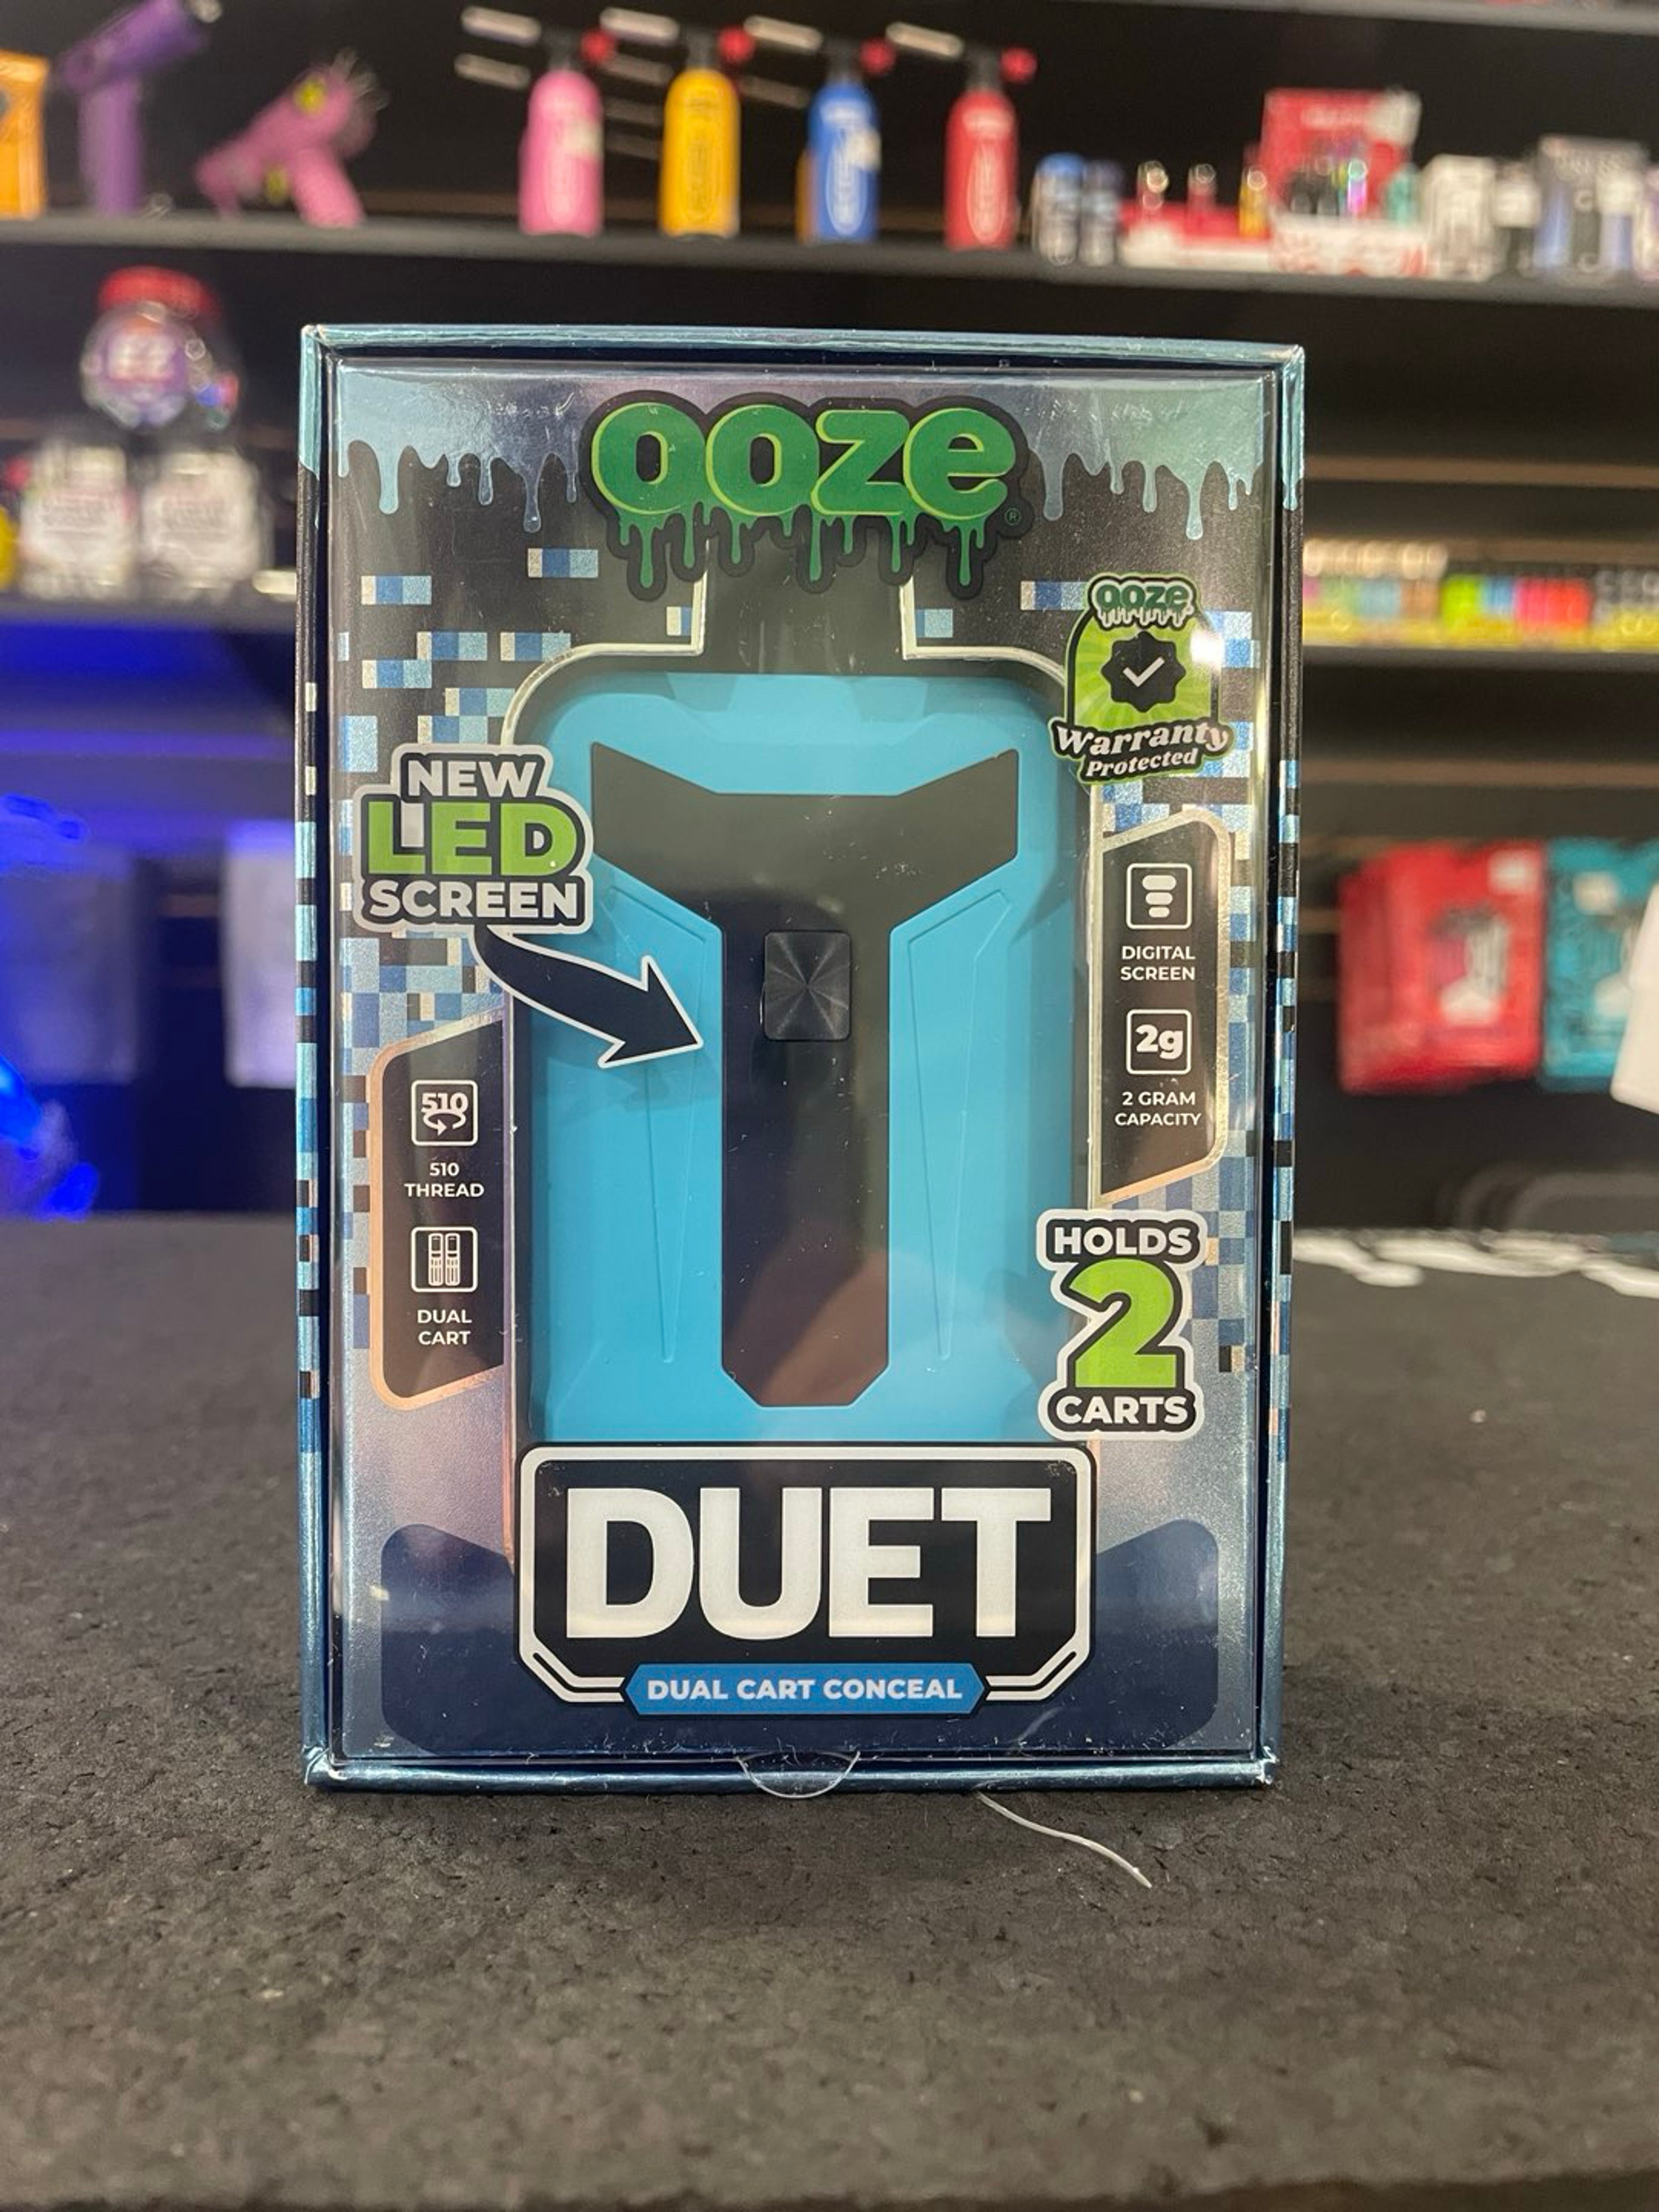 ooze®
ooze
Warranty
Protected
NEW
LED
SCREEN
DIGITAL
SCREEN
2g
2 GRAM
CAPACITY
510
510
THREAD
DUAL
CART
HOLDS
2
CARTS
DUET
DUAL CART CONCEAL